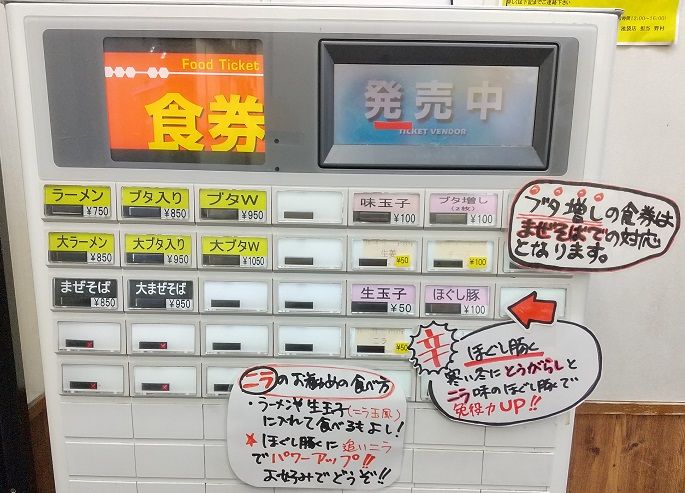 Food Ticket
食券
発売中
TICKET VENDOR
ラーメン ¥750
ブタ入り ¥850
ブタW ¥950
味玉子 ¥100
ブタ増し (2枚) ¥100
大ラーメン ¥850
大ブタ入り ¥950
大ブタW ¥1050
生姜 ¥50
¥100
まぜそば ¥850
大まぜそば ¥950
生玉子 ¥50
ほぐし豚 ¥100
ニラ ¥50
ブタ増しの食券は
まぜそばでの対応
となります。
辛 ほぐし豚く
寒い冬にとうがらしと
ニラ味のほぐし豚で
免疫力UP!!
ニラのお薦めの食べ方
・ラーメンや生玉子(ニラ玉風)
に入れて食べるもよし!
★ほぐし豚に追いニラ
でパワーアップ!!
お好みでどうぞ!!